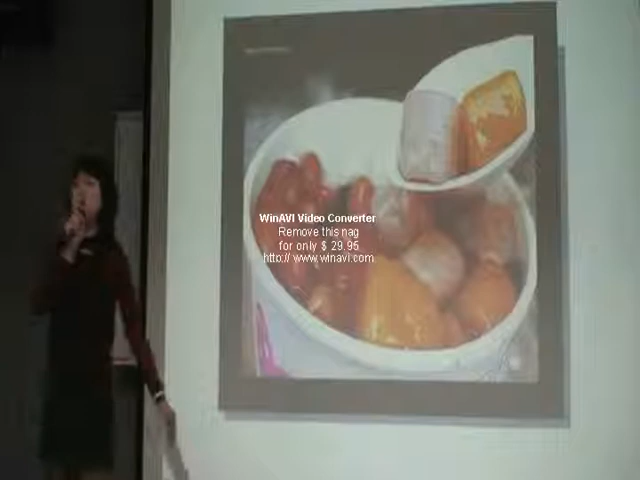 WinAVI Video Converter
Remove this nag
for only $ 29.95
http:// www.winavi.com